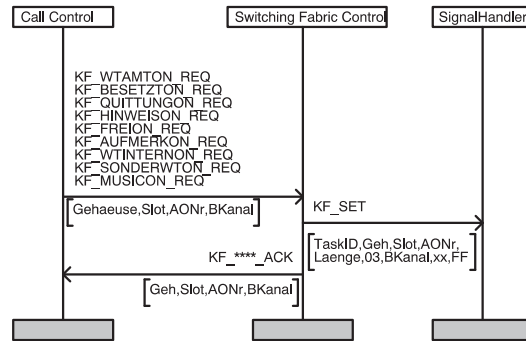 Call Control
Switching Fabric Control
SignalHandler
KF_WTAMTON_REQ
KF_BESETZTON_REQ
KF_QUITTUNGON_REQ
KF_HINWEISON_REQ
KF_FREION_REQ
KF_AUFMERKON_REQ
KF_WTINTERNON_REQ
KF_SONDERWTON_REQ
KF_MUSICON_REQ
[Gehaeuse,Slot,AONr,BKanal]
KF_SET
[TaskID,Geh,Slot,AONr,
Laenge,03,BKanal,xx,FF]
KF_****_ACK
[Geh,Slot,AONr,BKanal]